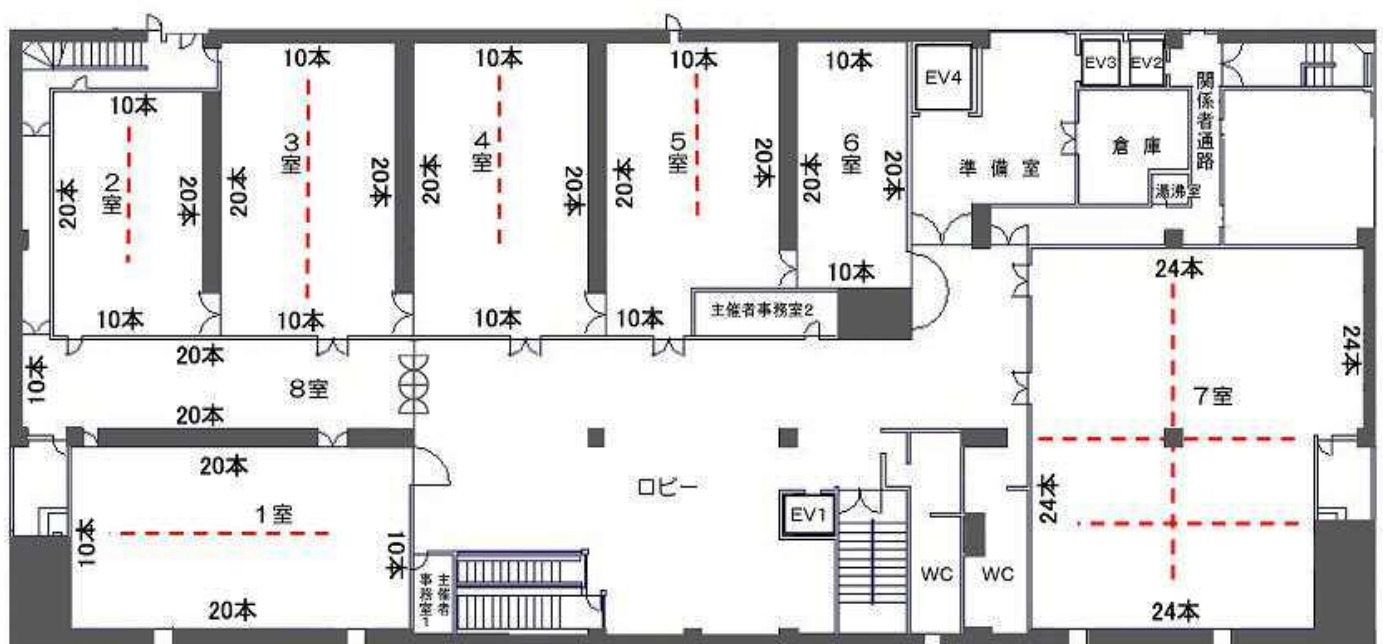 10本
10本
10本
10本
10本
EV4
EV3
EV2
関係者通路
2室
20本
20本
10本
3室
20本
20本
10本
4室
20本
20本
10本
5室
20本
20本
10本
6室
20本
20本
10本
準備室
倉庫
湯沸室
主催者事務室2
8室
10本
20本
20本
1室
20本
10本
10本
20本
主催者
事務室1
ロビー
EV1
WC
WC
7室
24本
24本
24本
24本